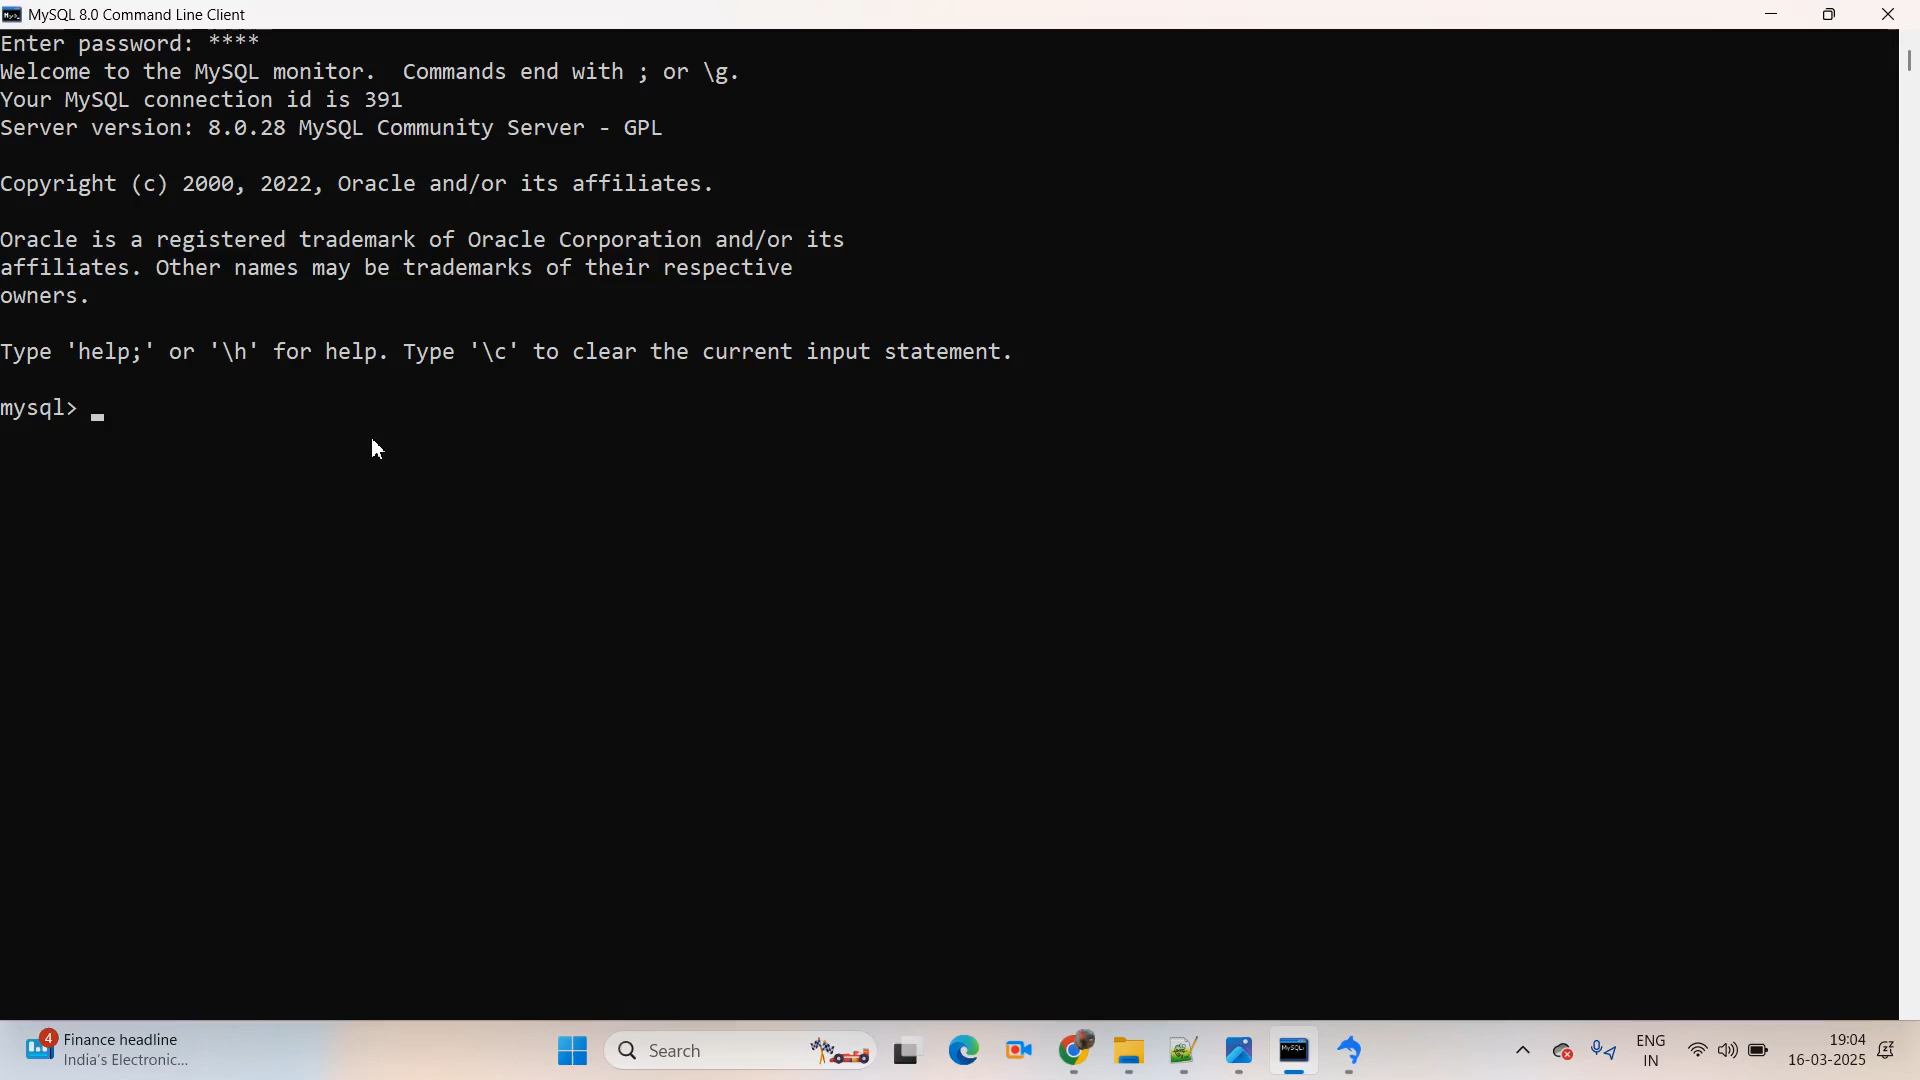 MySQL 8.0 Command Line Client
Enter password: ****
Welcome to the MySQL monitor.  Commands end with ; or \g.
Your MySQL connection id is 391
Server version: 8.0.28 MySQL Community Server - GPL
Copyright (c) 2000, 2022, Oracle and/or its affiliates.
Oracle is a registered trademark of Oracle Corporation and/or its
affiliates. Other names may be trademarks of their respective
owners.
Type 'help;' or '\h' for help. Type '\c' to clear the current input statement.
mysql>
4
Finance headline
India's Electronic...
Search
MySQL
ENG
IN
19:04
16-03-2025